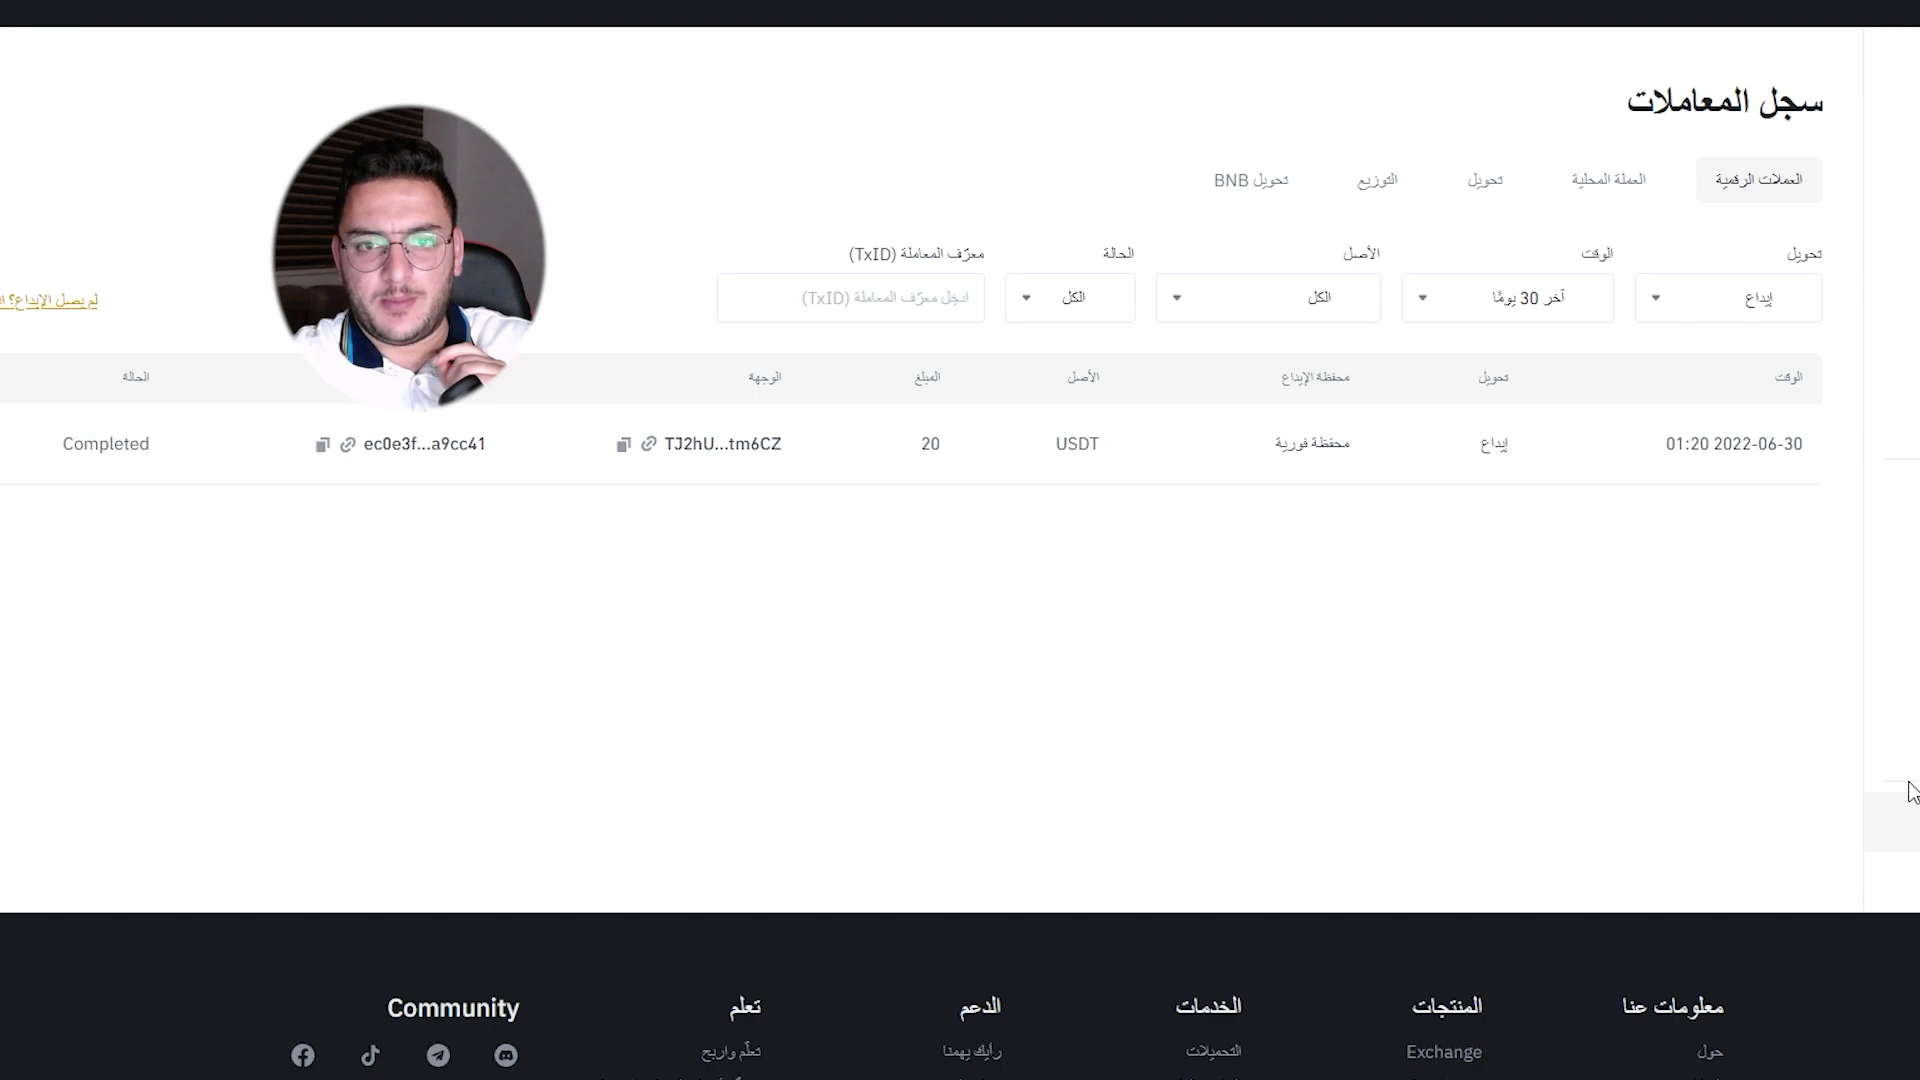 سجل المعاملات
العملات الرقمية العملة المحلية تحويل التوزيع تحويل BNB
تحويل الوقت الأصل الحالة معرّف المعاملة (TxID)
إيداع آخر 30 يومًا الكل الكل ادخِل معرّف المعاملة (TxID) لم يصل الإيداع؟
الوقت تحويل محفظة الإيداع الأصل المبلغ الوجهة الحالة
01:20 2022-06-30 إيداع محفظة فورية USDT 20 TJ2hU...tm6CZ ec0e3f...a9cc41 Completed
معلومات عنا المنتجات الخدمات الدعم تعلم Community
حول Exchange التحميلات رأيك يهمنا تعلّم واربح